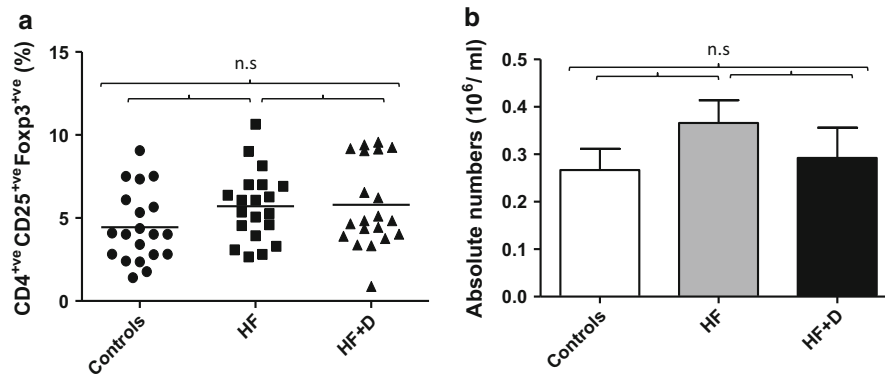 a
CD4+ve CD25+ve Foxp3+ve (%)
15
10
5
0
n.s
Controls
HF
HF+D
b
Absolute numbers (10⁶/ ml)
0.5
0.4
0.3
0.2
0.1
0.0
n.s
Controls
HF
HF+D